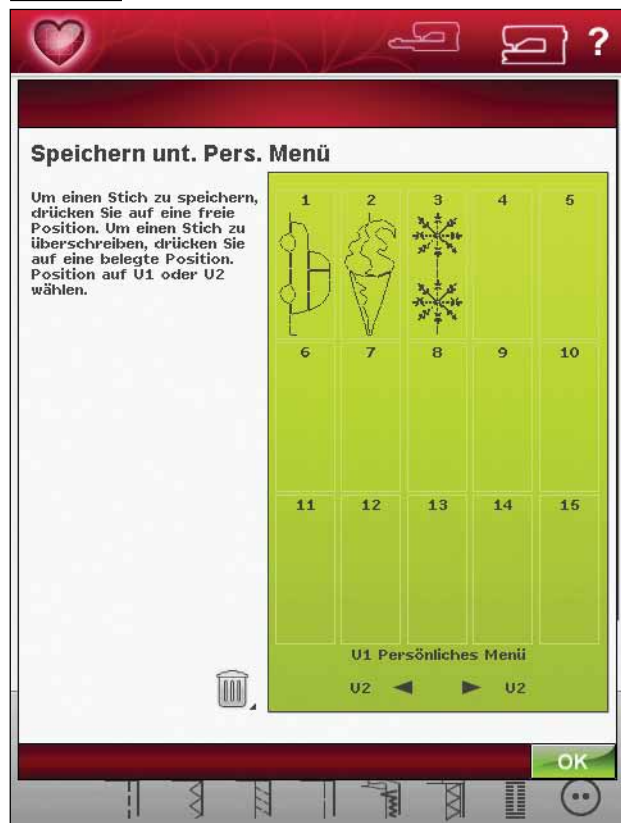 ?
Speichern unt. Pers. Menü
Um einen Stich zu speichern,
drücken Sie auf eine freie
Position. Um einen Stich zu
überschreiben, drücken Sie
auf eine belegte Position.
Position auf U1 oder U2
wählen.
1 2 3 4 5
6 7 8 9 10
11 12 13 14 15
U1 Persönliches Menü
U2 U2
OK